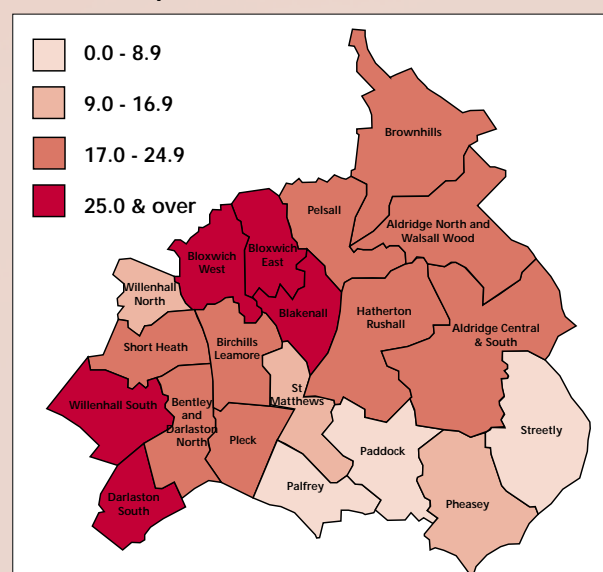 0.0 - 8.9
9.0 - 16.9
17.0 - 24.9
25.0 & over
Brownhills
Pelsall
Aldridge North and
Walsall Wood
Bloxwich
West
Bloxwich
East
Willenhall
North
Blakenall
Hatherton
Rushall
Aldridge Central
& South
Short Heath
Birchills
Leamore
St
Matthews
Willenhall South
Bentley
and
Darlaston
North
Pleck
Streetly
Paddock
Palfrey
Pheasey
Darlaston
South